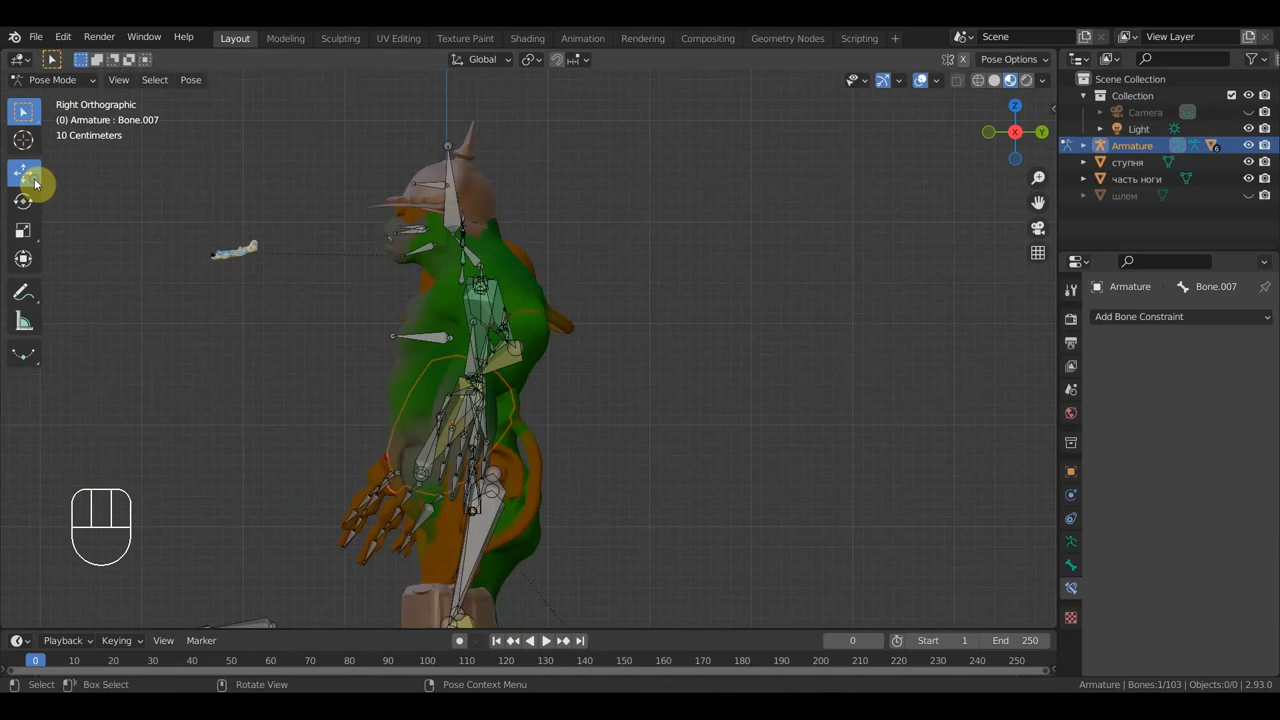 File Edit Render Window Help Layout Modeling Sculpting UV Editing Texture Paint Shading Animation Rendering Compositing Geometry Nodes Scripting + Scene View Layer
Global Pose Options
Pose Mode View Select Pose
Right Orthographic
(0) Armature : Bone.007
10 Centimeters
Z
X
Y
Scene Collection
Collection
Camera
Light
Armature 6
ступня
часть ноги
шлем
Armature Bone.007
Add Bone Constraint
Playback Keying View Marker 0 Start 1 End 250
0 10 20 30 40 50 60 70 80 90 100 110 120 130 140 150 160 170 180 190 200 210 220 230 240 250
Select Box Select Rotate View Pose Context Menu Armature | Bones:1/103 | Objects:0/0 | 2.93.0